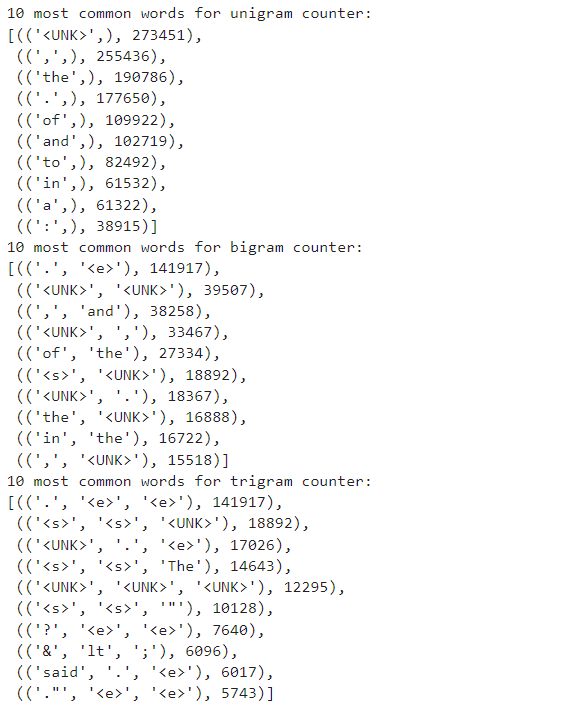 10 most common words for unigram counter:
[(('<UNK>',), 273451),
((',',), 255436),
(('the',), 190786),
(('.',), 177650),
(('of',), 109922),
(('and',), 102719),
(('to',), 82492),
(('in',), 61532),
(('a',), 61322),
((':',), 38915)]
10 most common words for bigram counter:
[(('.', '<e>'), 141917),
(('<UNK>', '<UNK>'), 39507),
((',', 'and'), 38258),
(('<UNK>', ','), 33467),
(('of', 'the'), 27334),
(('<s>', '<UNK>'), 18892),
(('<UNK>', '.'), 18367),
(('the', '<UNK>'), 16888),
(('in', 'the'), 16722),
((',', '<UNK>'), 15518)]
10 most common words for trigram counter:
[(('.', '<e>', '<e>'), 141917),
(('<s>', '<s>', '<UNK>'), 18892),
(('<UNK>', '.', '<e>'), 17026),
(('<s>', '<s>', 'The'), 14643),
(('<UNK>', '<UNK>', '<UNK>'), 12295),
(('<s>', '<s>', '"'), 10128),
(('?', '<e>', '<e>'), 7640),
(('&', 'lt', ';'), 6096),
(('said', '.', '<e>'), 6017),
(('."', '<e>', '<e>'), 5743)]